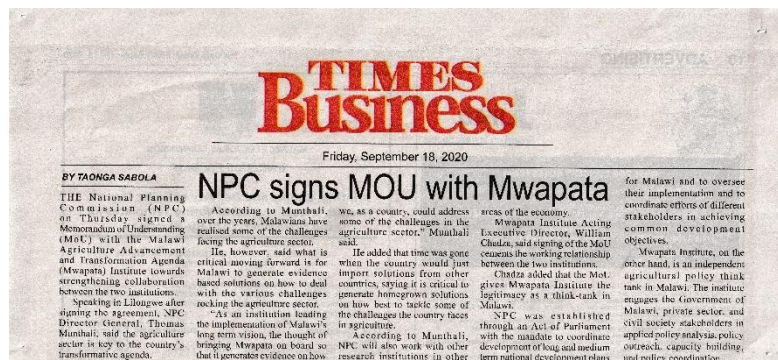 TIMES
Business
Friday, September 18, 2020
BY TAONGA SABOLA
NPC signs MOU with Mwapata
THE National Planning
Commission (NPC)
on Thursday signed a
Memorandum of Understanding
(MoU) with the Malawi
Agriculture Advancement
and Transformation Agenda
(Mwapata) Institute towards
strengthening collaboration
between the two institutions.
Speaking in Lilongwe after
signing the agreement, NPC
Director General, Thomas
Munthali, said the agriculture
sector is key to the country's
transformative agenda.
According to Munthali,
over the years, Malawians have
realised some of the challenges
facing the agriculture sector.
He, however, said what is
critical moving forward is for
Malawi to generate evidence
based solutions on how to deal
with the various challenges
rocking the agriculture sector.
"As an institution leading
the implementation of Malawi's
long term vision, the thought of
bringing Mwapata on board so
that it generates evidence on how
we, as a country, could address
some of the challenges in the
agriculture sector," Munthali
said.
He added that time was gone
when the country would just
import solutions from other
countries, saying it is critical to
generate homegrown solutions
on how best to tackle some of
the challenges the country faces
in agriculture.
According to Munthali,
NPC will also work with other
research institutions in other
areas of the economy.
Mwapata Institute Acting
Executive Director, William
Chadza, said signing of the MoU
cements the working relationship
between the two institutions.
Chadza added that the MoU
gives Mwapata Institute the
legitimacy as a think-tank in
Malawi.
NPC was established
through an Act of Parliament
with the mandate to coordinate
development of long and medium
term national development plans
for Malawi and to oversee
their implementation and to
coordinate efforts of different
stakeholders in achieving
common development
objectives.
Mwapata Institute, on the
other hand, is an independent
agricultural policy think
tank in Malawi. The institute
engages the Government of
Malawi, private sector, and
civil society stakeholders in
applied policy analysis, policy
outreach, capacity building,
and policy coordination.